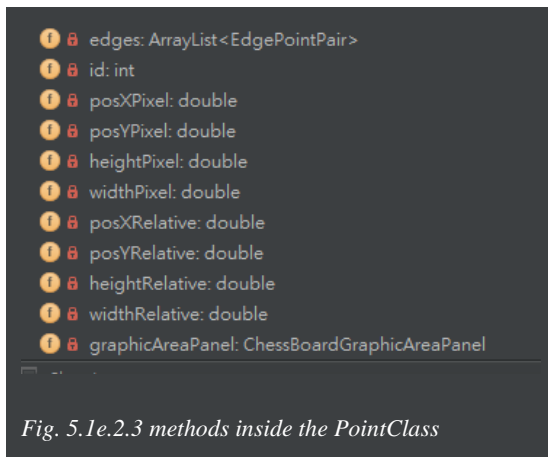 f edges: ArrayList<EdgePointPair>
f id: int
f posXPixel: double
f posYPixel: double
f heightPixel: double
f widthPixel: double
f posXRelative: double
f posYRelative: double
f heightRelative: double
f widthRelative: double
f graphicAreaPanel: ChessBoardGraphicAreaPanel
Fig. 5.1e.2.3 methods inside the PointClass